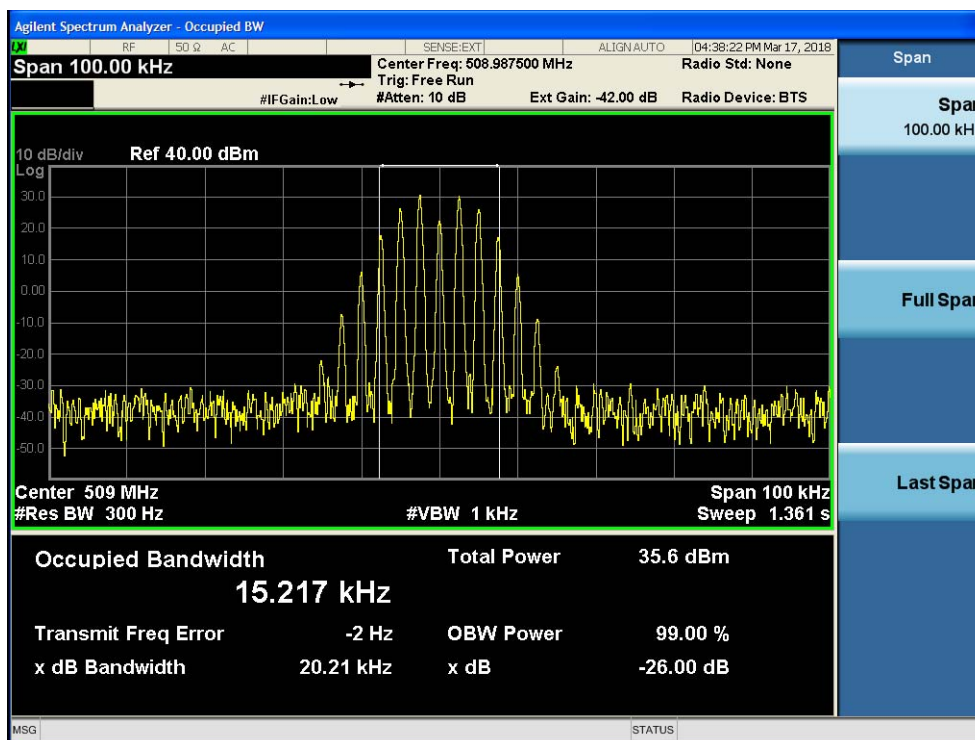 Agilent Spectrum Analyzer - Occupied BW
LXI RF 50 Ω AC SENSE:EXT ALIGN AUTO 04:38:22 PM Mar 17, 2018
Span 100.00 kHz Center Freq: 508.987500 MHz Radio Std: None
Trig: Free Run
#IFGain:Low #Atten: 10 dB Ext Gain: -42.00 dB Radio Device: BTS
10 dB/div Ref 40.00 dBm
Log
30.0
20.0
10.0
0.00
-10.0
-20.0
-30.0
-40.0
-50.0
Center 509 MHz Span 100 kHz
#Res BW 300 Hz #VBW 1 kHz Sweep 1.361 s
Occupied Bandwidth Total Power 35.6 dBm
15.217 kHz
Transmit Freq Error -2 Hz OBW Power 99.00 %
x dB Bandwidth 20.21 kHz x dB -26.00 dB
MSG STATUS
Span
Span
100.00 kH
Full Span
Last Span